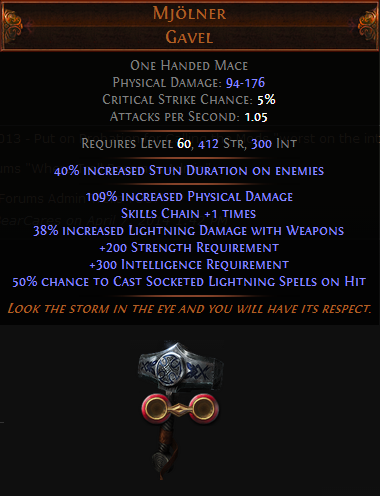 Mjölner
Gavel
One Handed Mace
Physical Damage: 94-176
Critical Strike Chance: 5%
Attacks per Second: 1.05
Requires Level 60, 412 Str, 300 Int
40% increased Stun Duration on enemies
109% increased Physical Damage
Skills Chain +1 times
38% increased Lightning Damage with Weapons
+200 Strength Requirement
+300 Intelligence Requirement
50% chance to Cast Socketed Lightning Spells on Hit
Look the storm in the eye and you will have its respect.